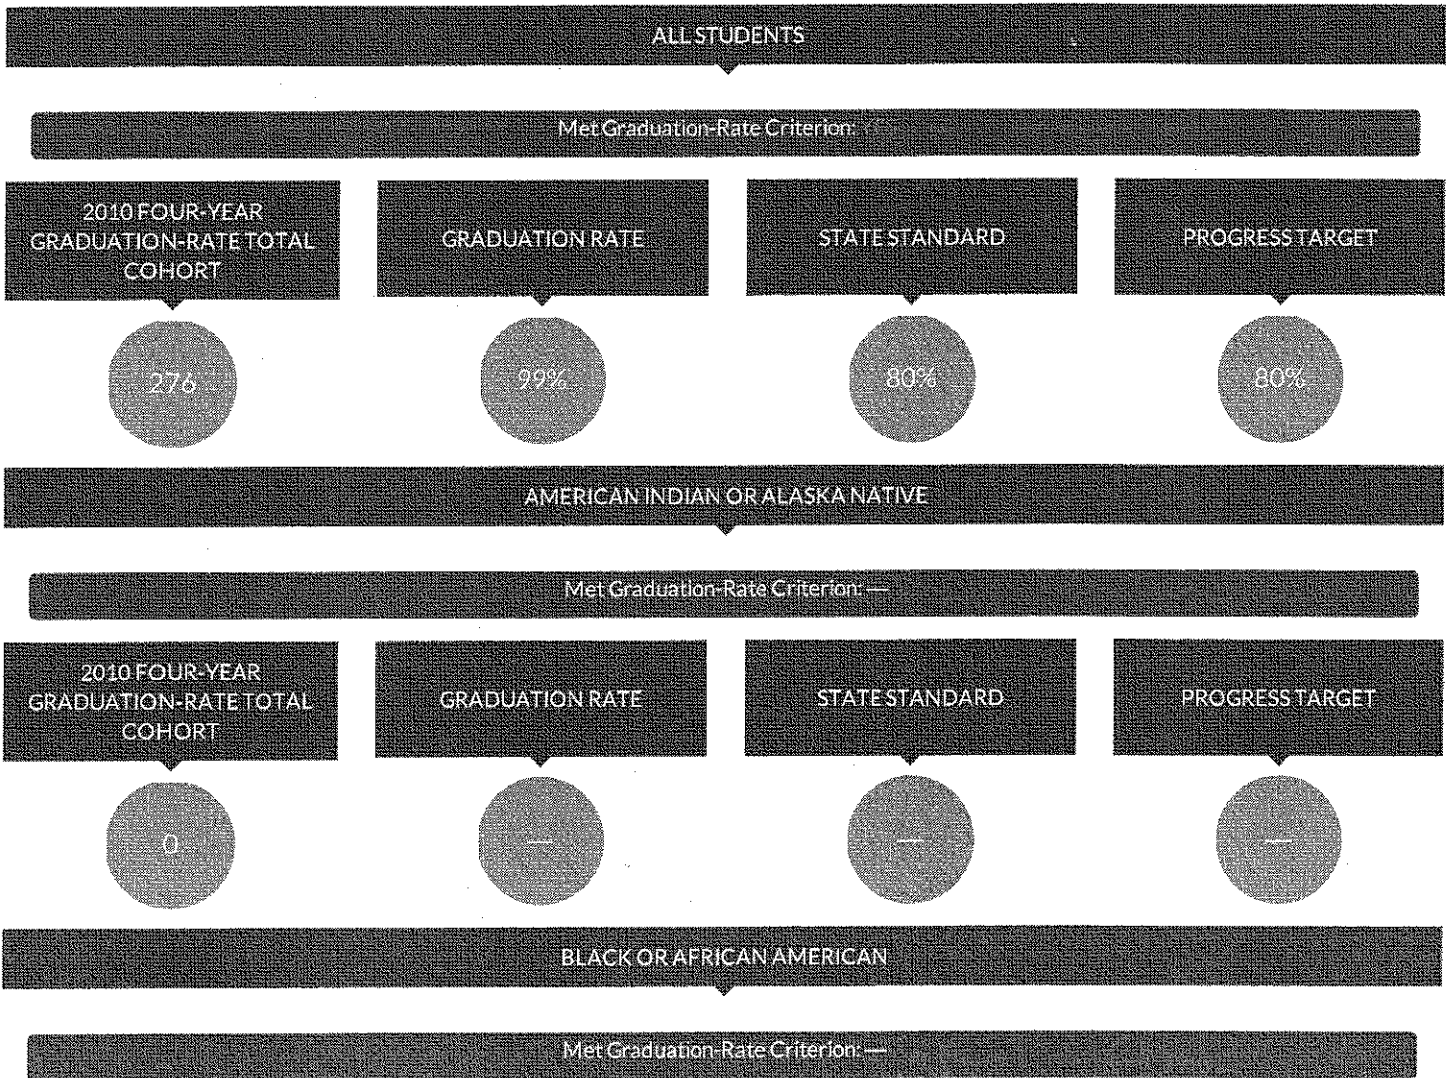 ALL STUDENTS
Met Graduation-Rate Criterion:
2010 FOUR-YEAR
GRADUATION-RATE TOTAL
COHORT
GRADUATION RATE
STATE STANDARD
PROGRESS TARGET
276
99%
80%
80%
AMERICAN INDIAN OR ALASKA NATIVE
Met Graduation-Rate Criterion: —
2010 FOUR-YEAR
GRADUATION-RATE TOTAL
COHORT
GRADUATION RATE
STATE STANDARD
PROGRESS TARGET
0
—
—
—
BLACK OR AFRICAN AMERICAN
Met Graduation-Rate Criterion: —